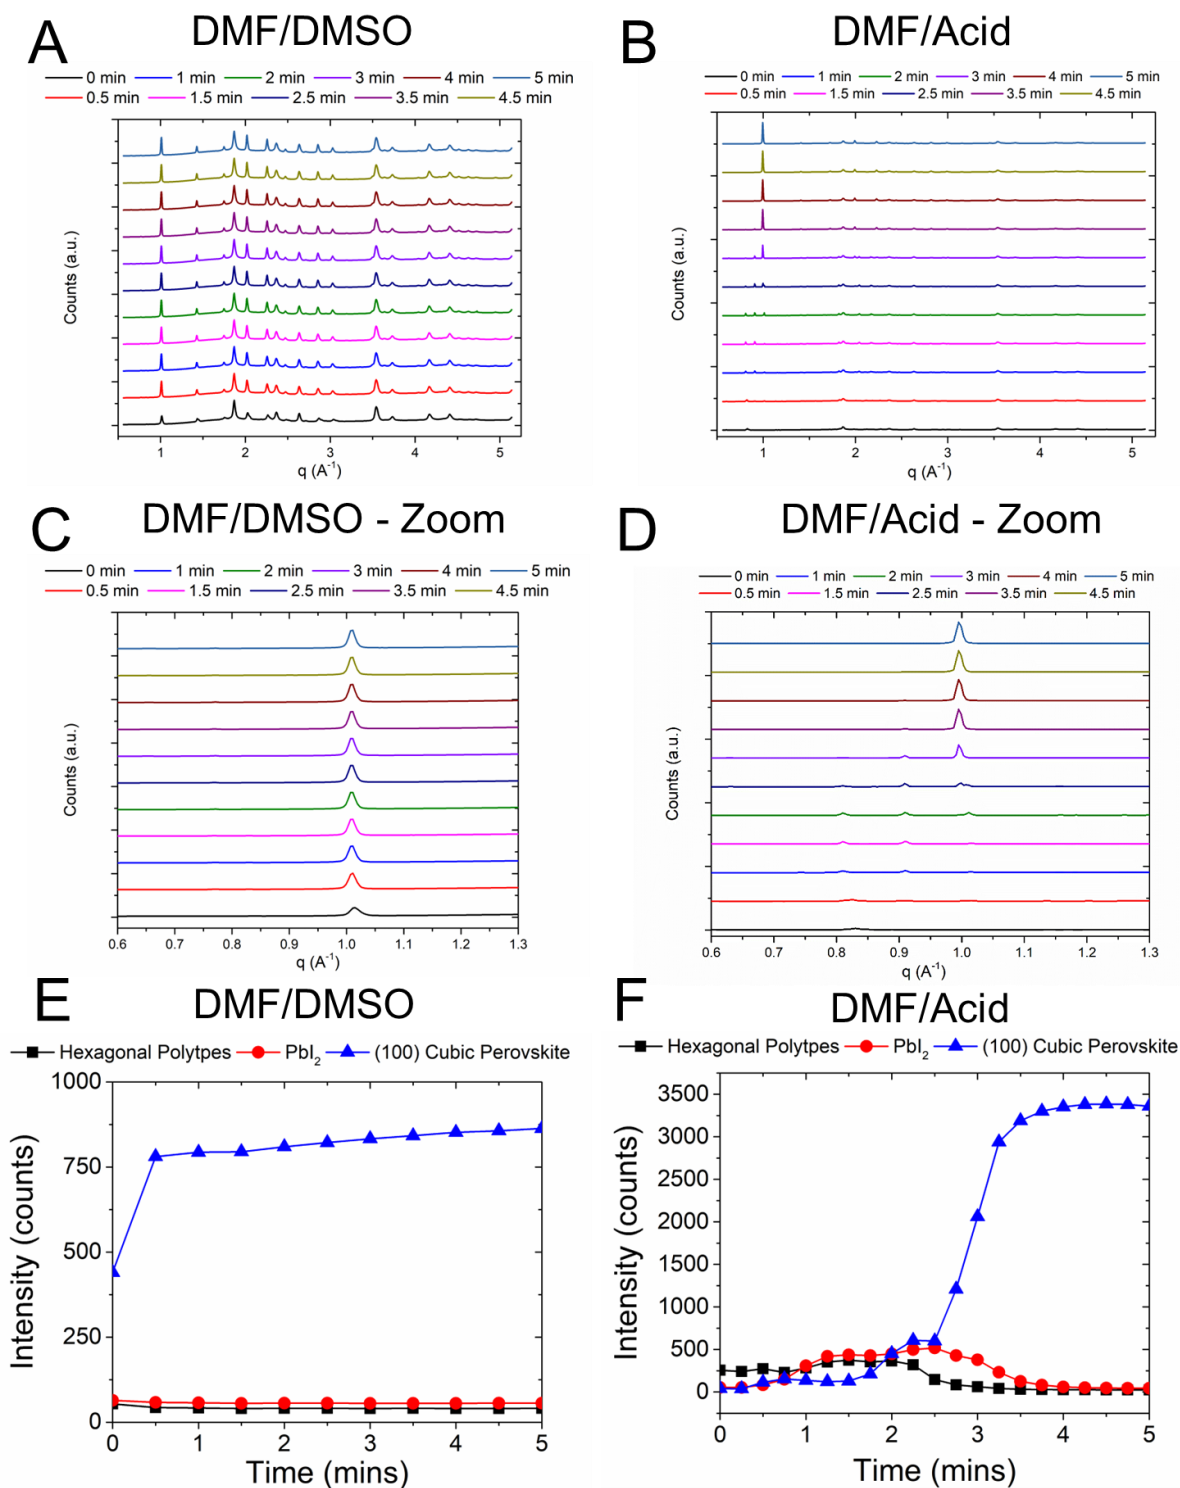 A DMF/DMSO
0 min 1 min 2 min 3 min 4 min 5 min
0.5 min 1.5 min 2.5 min 3.5 min 4.5 min
Counts (a.u.)
1 2 3 4 5
q (A⁻¹)
B DMF/Acid
0 min 1 min 2 min 3 min 4 min 5 min
0.5 min 1.5 min 2.5 min 3.5 min 4.5 min
Counts (a.u.)
1 2 3 4 5
q (A⁻¹)
C DMF/DMSO - Zoom
0 min 1 min 2 min 3 min 4 min 5 min
0.5 min 1.5 min 2.5 min 3.5 min 4.5 min
Counts (a.u.)
0.6 0.7 0.8 0.9 1.0 1.1 1.2 1.3
q (A⁻¹)
D DMF/Acid - Zoom
0 min 1 min 2 min 3 min 4 min 5 min
0.5 min 1.5 min 2.5 min 3.5 min 4.5 min
Counts (a.u.)
0.6 0.7 0.8 0.9 1.0 1.1 1.2 1.3
q (A⁻¹)
E DMF/DMSO
Hexagonal Polytpes PbI₂ (100) Cubic Perovskite
1000
750
500
250
0
Intensity (counts)
0 1 2 3 4 5
Time (mins)
F DMF/Acid
Hexagonal Polytpes PbI₂ (100) Cubic Perovskite
3500
3000
2500
2000
1500
1000
500
0
Intensity (counts)
0 1 2 3 4 5
Time (mins)